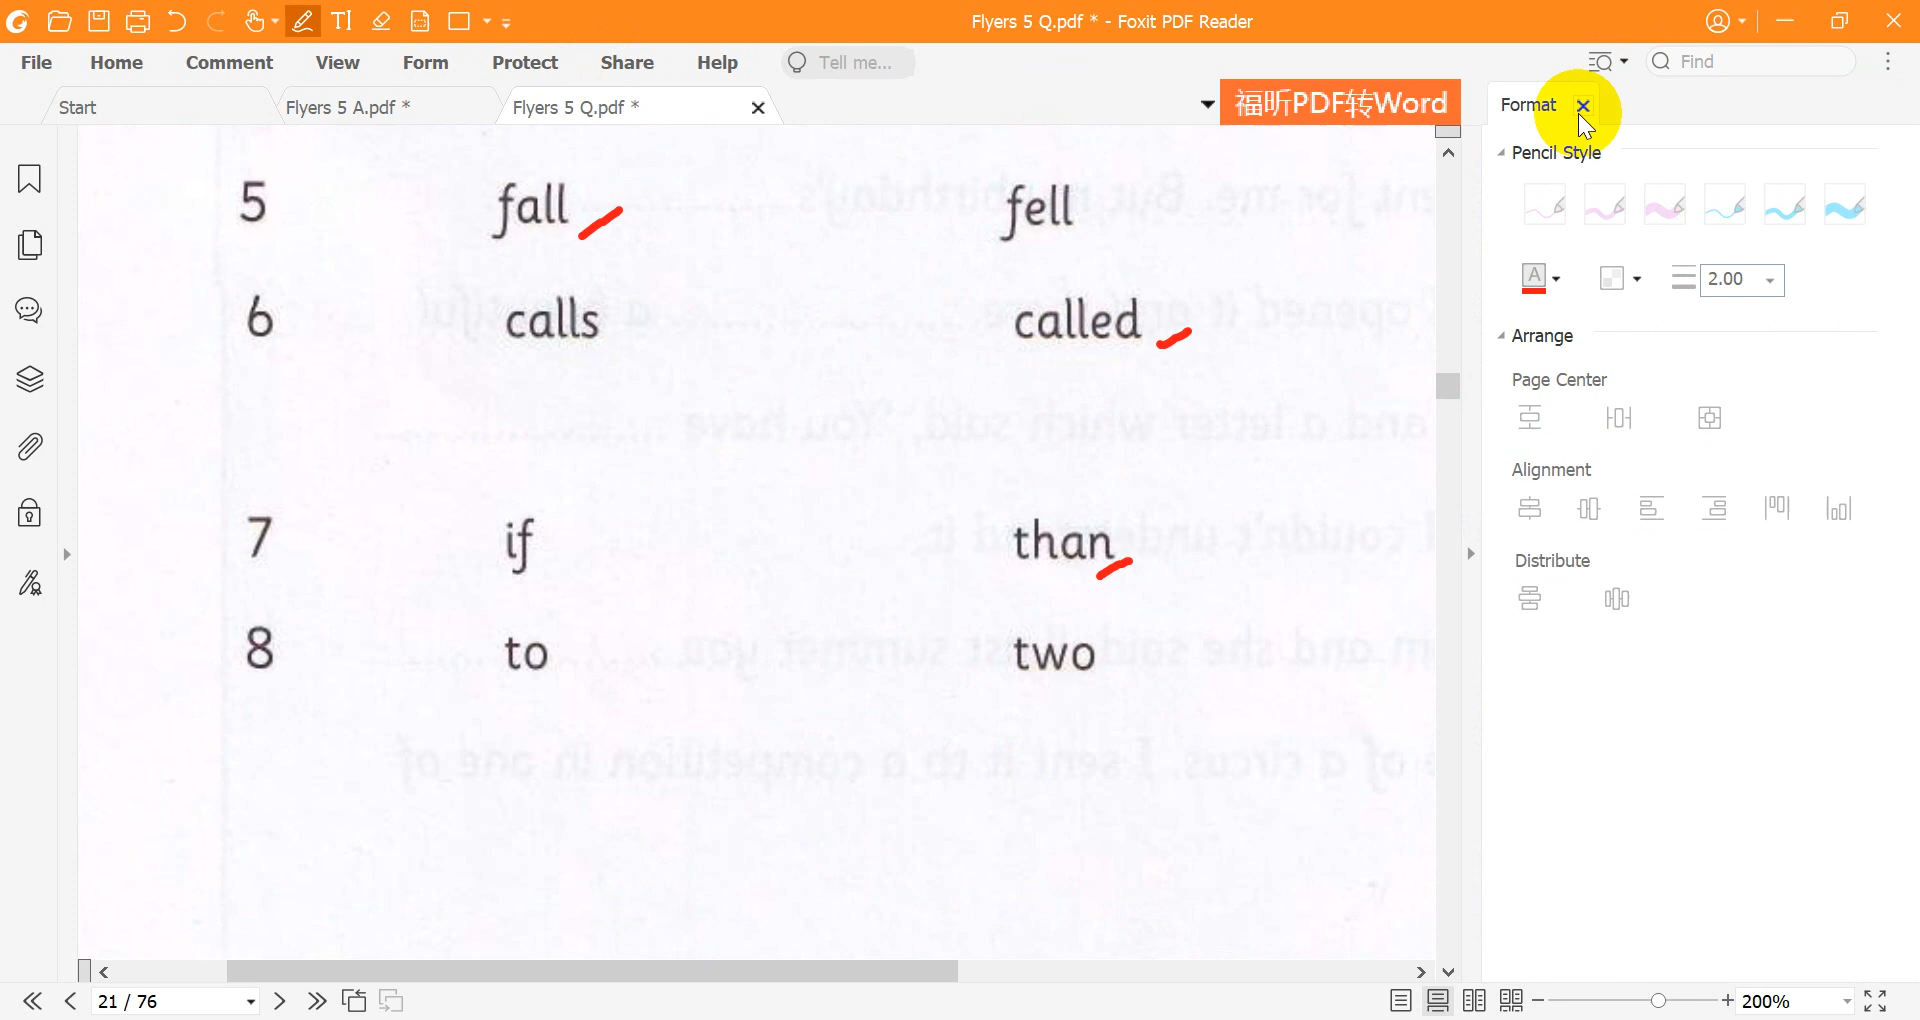 Flyers 5 Q.pdf * - Foxit PDF Reader
File Home Comment View Form Protect Share Help Tell me... Find
Start Flyers 5 A.pdf * Flyers 5 Q.pdf * 福昕PDF转Word Format
Pencil Style
5 fall fell
2.00
6 calls called
Arrange
Page Center
Alignment
7 if than
Distribute
8 to two
21 / 76 200%